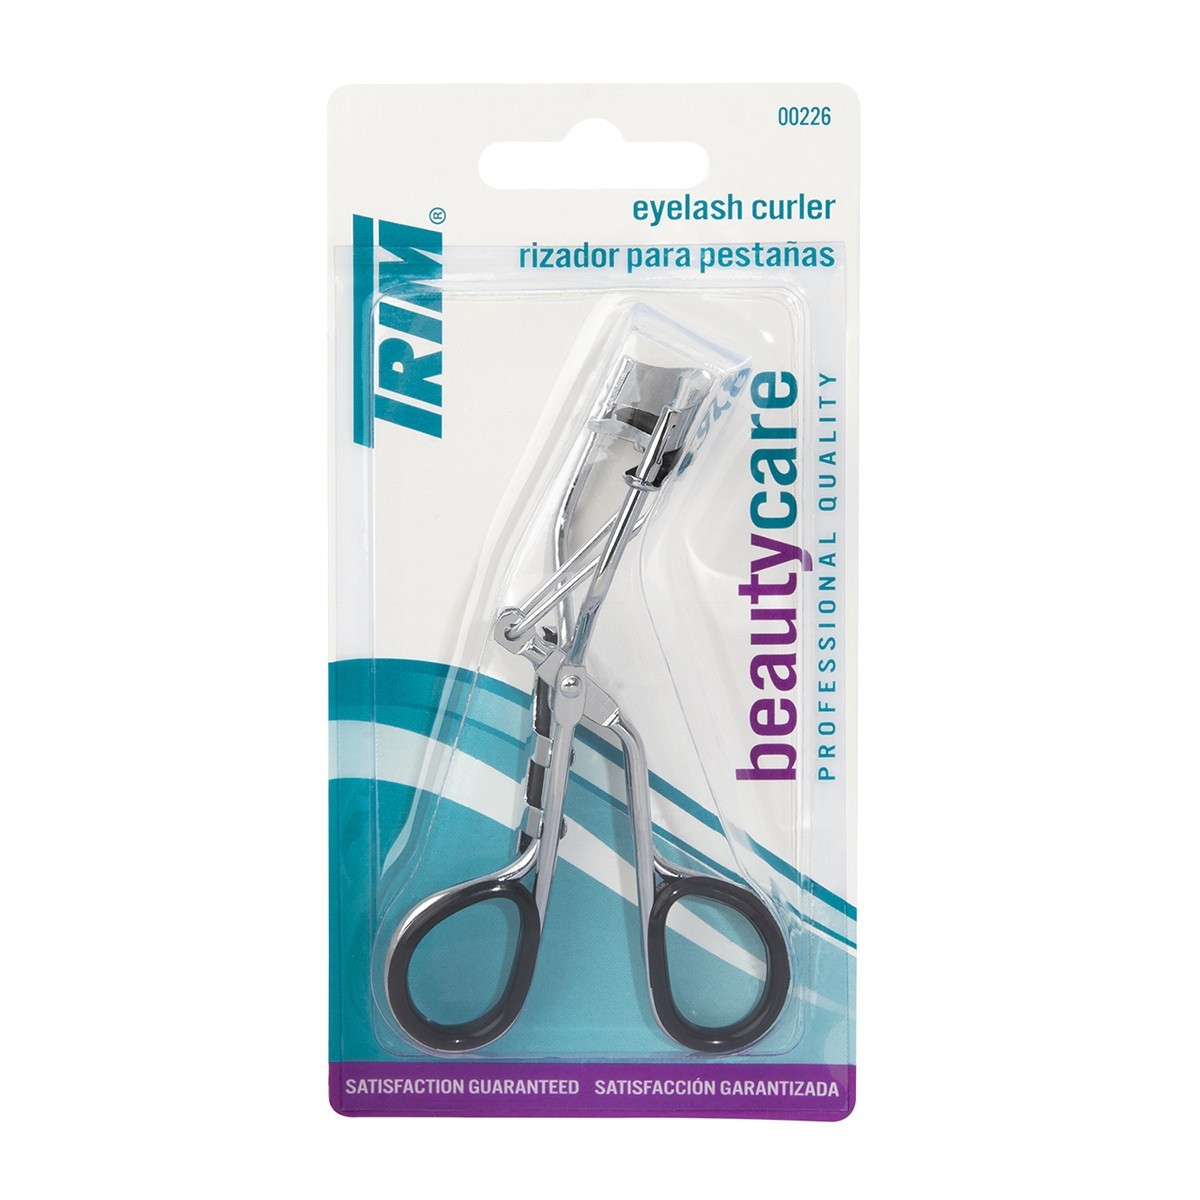 00226
eyelash curler
rizador para pestañas
TRIM®
beautycare
PROFESSIONAL QUALITY
SATISFACTION GUARANTEED SATISFACCIÓN GARANTIZADA